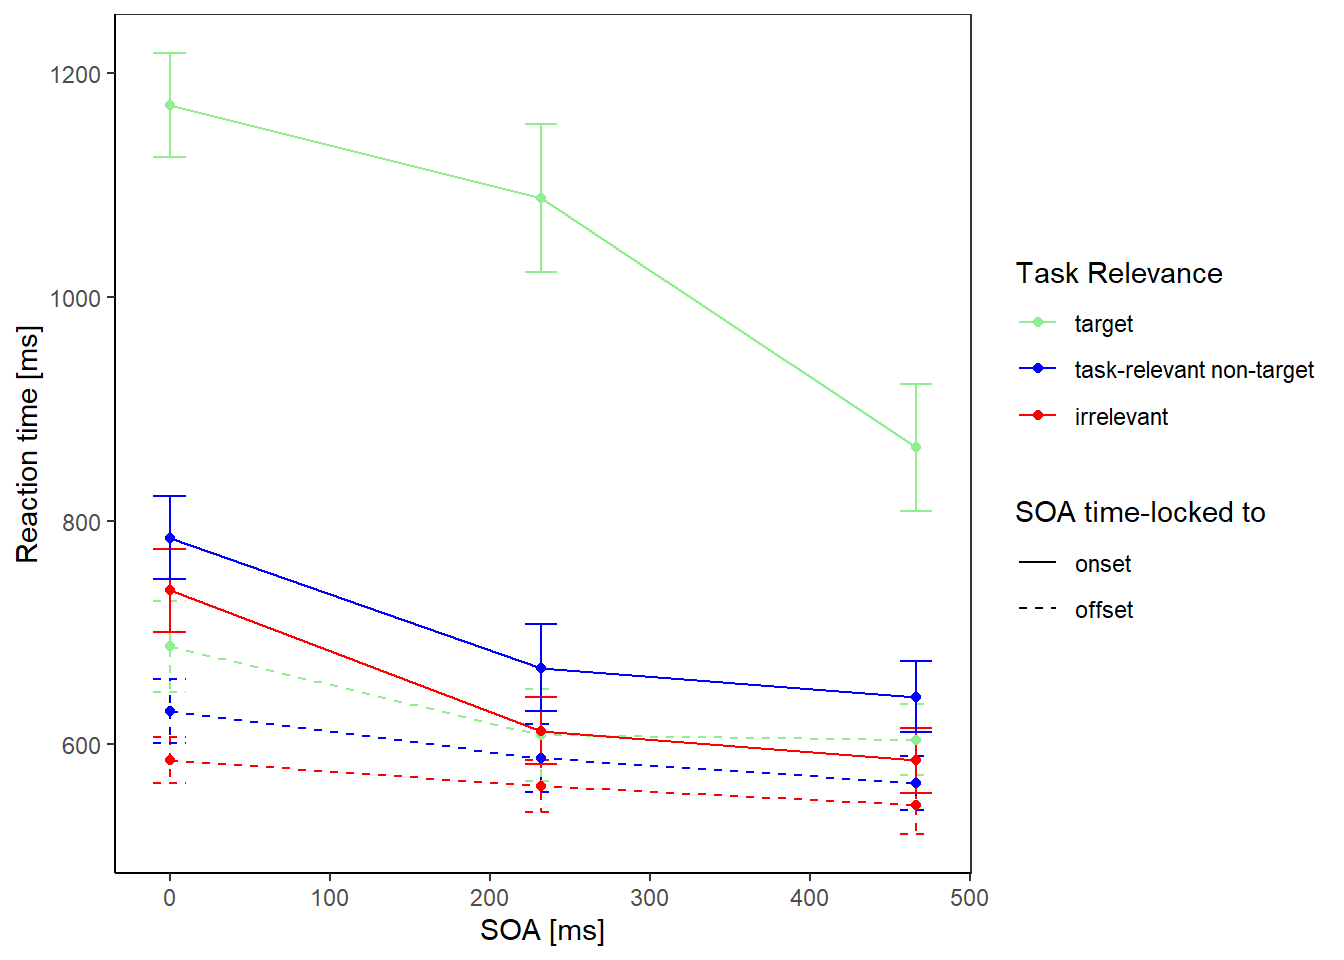 1200
1000
800
600
Reaction time [ms]
0 100 200 300 400 500
SOA [ms]
Task Relevance
target
task-relevant non-target
irrelevant
SOA time-locked to
onset
offset